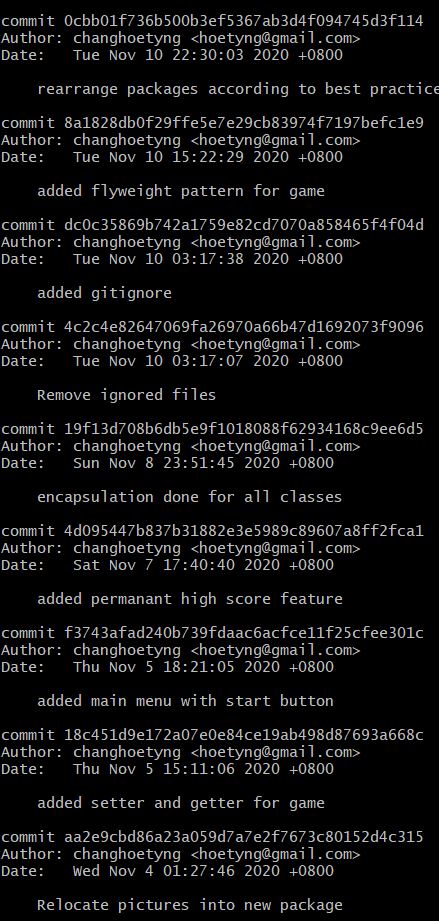 commit 0cbb01f736b500b3ef5367ab3d4f094745d3f114
Author: changhoetyng <hoetyng@gmail.com>
Date:   Tue Nov 10 22:30:03 2020 +0800
rearrange packages according to best practice
commit 8a1828db0f29ffe5e7e29cb83974f7197befc1e9
Author: changhoetyng <hoetyng@gmail.com>
Date:   Tue Nov 10 15:22:29 2020 +0800
added flyweight pattern for game
commit dc0c35869b742a1759e82cd7070a858465f4f04d
Author: changhoetyng <hoetyng@gmail.com>
Date:   Tue Nov 10 03:17:38 2020 +0800
added gitignore
commit 4c2c4e82647069fa26970a66b47d1692073f9096
Author: changhoetyng <hoetyng@gmail.com>
Date:   Tue Nov 10 03:17:07 2020 +0800
Remove ignored files
commit 19f13d708b6db5e9f1018088f62934168c9ee6d5
Author: changhoetyng <hoetyng@gmail.com>
Date:   Sun Nov 8 23:51:45 2020 +0800
encapsulation done for all classes
commit 4d095447b837b31882e3e5989c89607a8ff2fca1
Author: changhoetyng <hoetyng@gmail.com>
Date:   Sat Nov 7 17:40:40 2020 +0800
added permanant high score feature
commit f3743afad240b739fdaac6acfce11f25cfee301c
Author: changhoetyng <hoetyng@gmail.com>
Date:   Thu Nov 5 18:21:05 2020 +0800
added main menu with start button
commit 18c451d9e172a07e0e84ce19ab498d87693a668c
Author: changhoetyng <hoetyng@gmail.com>
Date:   Thu Nov 5 15:11:06 2020 +0800
added setter and getter for game
commit aa2e9cbd86a23a059d7a7e2f7673c80152d4c315
Author: changhoetyng <hoetyng@gmail.com>
Date:   Wed Nov 4 01:27:46 2020 +0800
Relocate pictures into new package